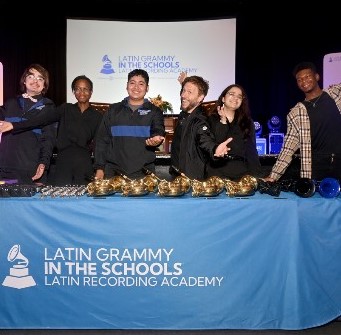 LATIN GRAMMY
IN THE SCHOOLS
LATIN RECORDING ACADEMY
LATIN GRAMMY
IN THE SCHOOLS
LATIN RECORDING ACADEMY